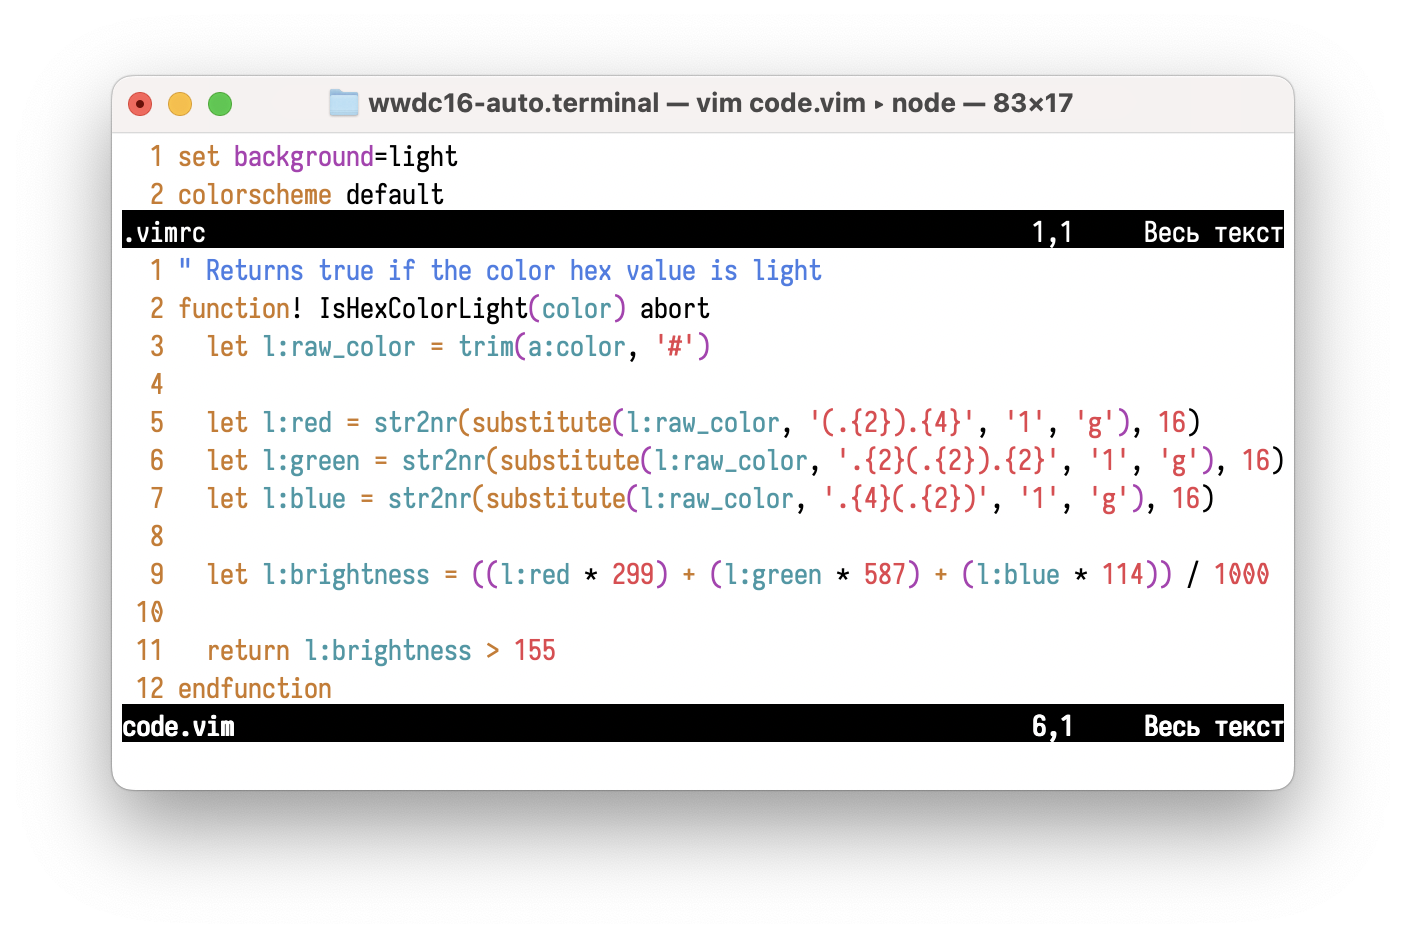 wwdc16-auto.terminal — vim code.vim ▸ node — 83×17
1 set background=light
2 colorscheme default
.vimrc 1,1 Весь текст
1 " Returns true if the color hex value is light
2 function! IsHexColorLight(color) abort
3   let l:raw_color = trim(a:color, '#')
4
5   let l:red = str2nr(substitute(l:raw_color, '(.{2}).{4}', '1', 'g'), 16)
6   let l:green = str2nr(substitute(l:raw_color, '.{2}(.{2}).{2}', '1', 'g'), 16)
7   let l:blue = str2nr(substitute(l:raw_color, '.{4}(.{2})', '1', 'g'), 16)
8
9   let l:brightness = ((l:red * 299) + (l:green * 587) + (l:blue * 114)) / 1000
10
11   return l:brightness > 155
12 endfunction
code.vim 6,1 Весь текст